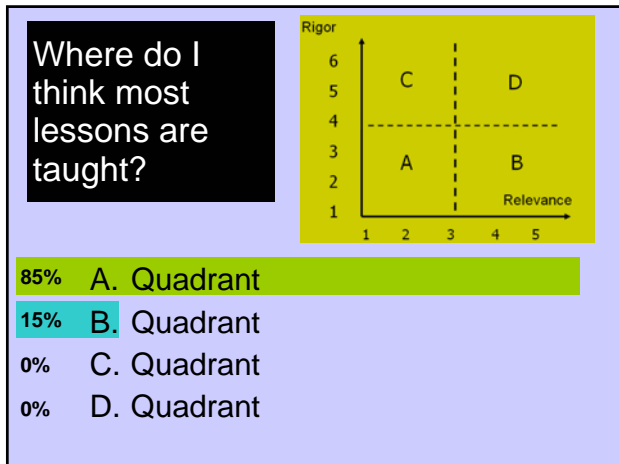 Where do I
think most
lessons are
taught?
Rigor
6
5
4
3
2
1
C
D
A
B
Relevance
1 2 3 4 5
85% A. Quadrant
15% B. Quadrant
0% C. Quadrant
0% D. Quadrant